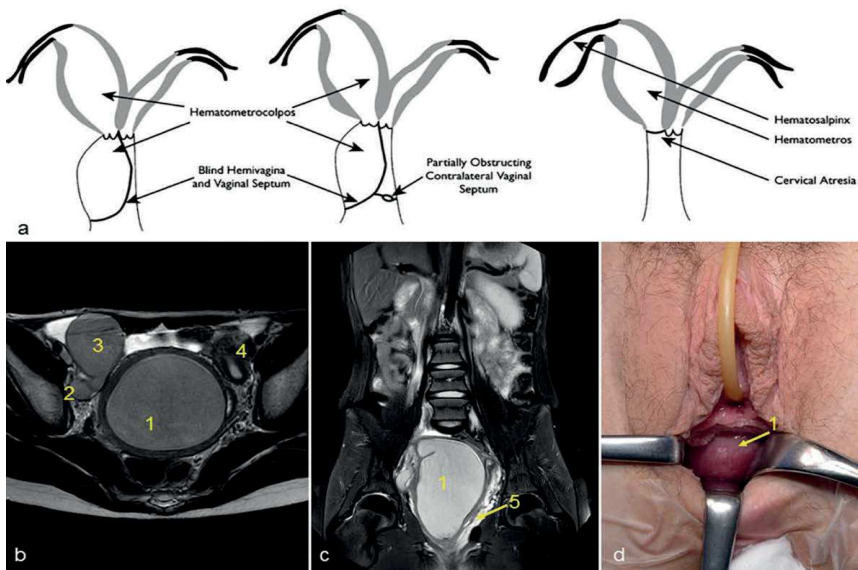 Hematometrocolpos
Blind Hemivagina
and Vaginal Septum
Partially Obstructing
Contralateral Vaginal
Septum
Hematosalpinx
Hematometros
Cervical Atresia
a
1
2
3
4
b
1
5
c
1
d